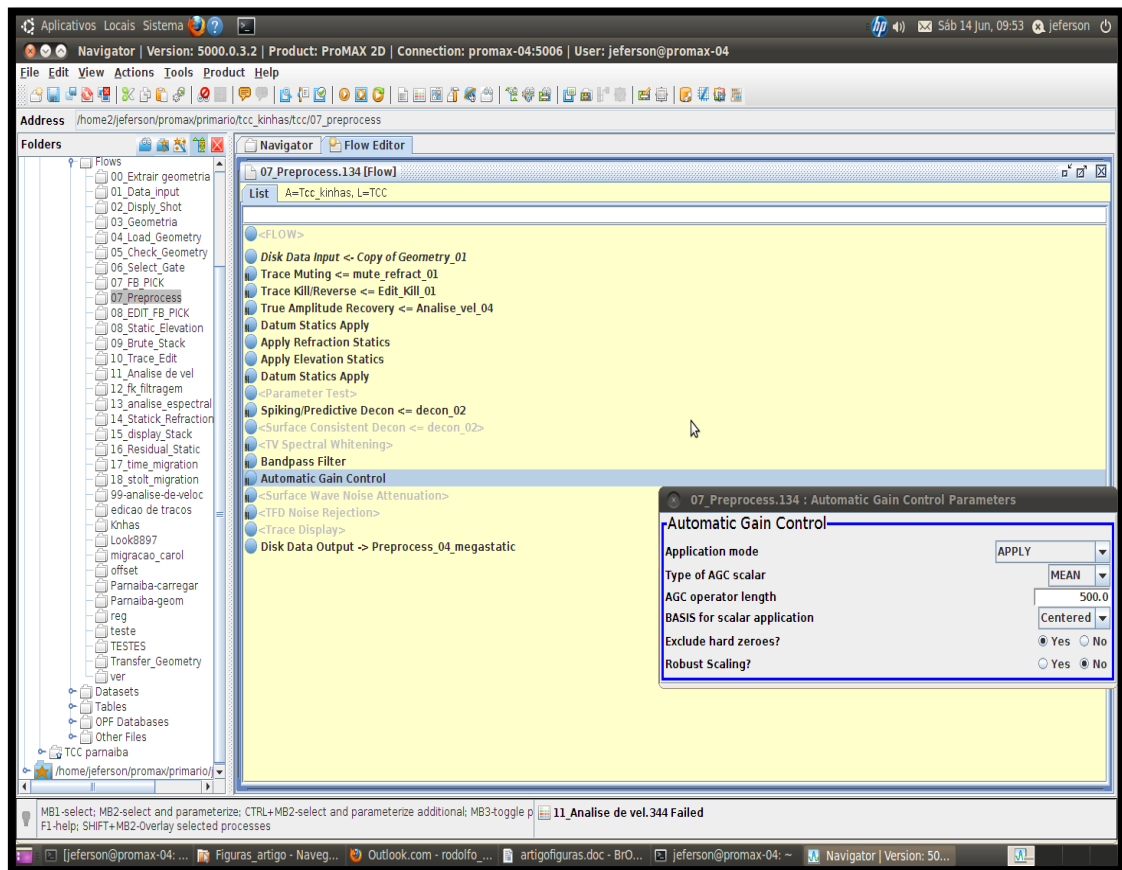 Aplicativos Locais Sistema ? hp Sáb 14 Jun, 09:53 jeferson
Navigator | Version: 5000.0.3.2 | Product: ProMAX 2D | Connection: promax-04:5006 | User: jeferson@promax-04
File Edit View Actions Tools Product Help
Address /home2/jeferson/promax/primario/tcc_kinhas/tcc/07_preprocess
Folders
Flows
00_Extrair geometria
01_Data_input
02_Disply_Shot
03_Geometria
04_Load_Geometry
05_Check_Geometry
06_Select_Gate
07_FB_PICK
07_Preprocess
08_EDIT_FB_PICK
08_Static_Elevation
09_Brute_Stack
10_Trace_Edit
11_Analise de vel
12_fk_filtragem
13_analise_espectral
14_Statick_Refraction
15_display_Stack
16_Residual_Static
17_time_migration
18_stolt_migration
99-analise-de-veloc
edicao de tracos
Knhas
Look8897
migracao_carol
offset
Parnaiba-carregar
Parnaiba-geom
reg
teste
TESTES
Transfer_Geometry
ver
Datasets
Tables
OPF Databases
Other Files
TCC parnaiba
/home/jeferson/promax/primario/j
Navigator Flow Editor
07_Preprocess.134 [Flow]
List A=Tcc_kinhas, L=TCC
<FLOW>
Disk Data Input <- Copy of Geometry_01
Trace Muting <= mute_refract_01
Trace Kill/Reverse <= Edit_Kill_01
True Amplitude Recovery <= Analise_vel_04
Datum Statics Apply
Apply Refraction Statics
Apply Elevation Statics
Datum Statics Apply
<Parameter Test>
Spiking/Predictive Decon <= decon_02
<Surface Consistent Decon <= decon_02>
<TV Spectral Whitening>
Bandpass Filter
Automatic Gain Control
<Surface Wave Noise Attenuation>
<TFD Noise Rejection>
<Trace Display>
Disk Data Output -> Preprocess_04_megastatic
07_Preprocess.134 : Automatic Gain Control Parameters
Automatic Gain Control
Application mode APPLY
Type of AGC scalar MEAN
AGC operator length 500.0
BASIS for scalar application Centered
Exclude hard zeroes? Yes No
Robust Scaling? Yes No
MB1-select; MB2-select and parameterize; CTRL+MB2-select and parameterize additional; MB3-toggle p
F1-help; SHIFT+MB2-Overlay selected processes
11_Analise de vel.344 Failed
[jeferson@promax-04: ... Figuras_artigo - Naveg... Outlook.com - rodolfo_... artigofiguras.doc - BrO... jeferson@promax-04: ~ Navigator | Version: 50...